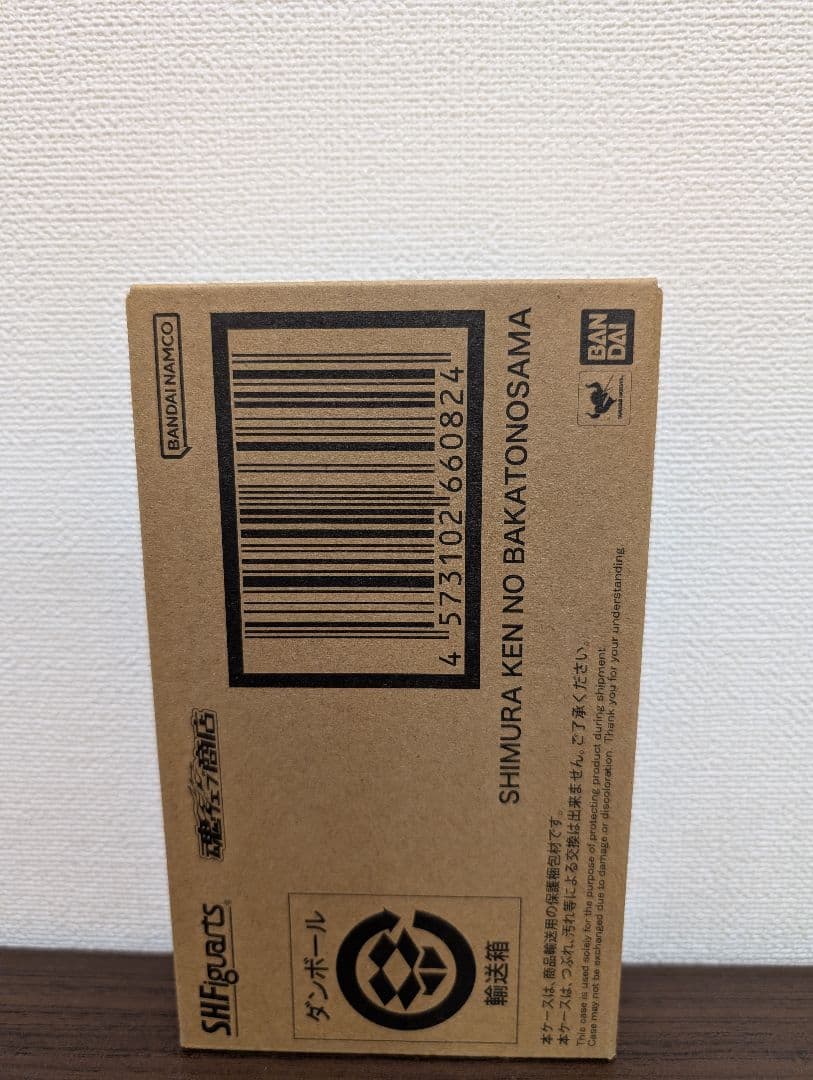 BANDAI NAMCO
BAN
DAI
4 573102 660824
SHIMURA KEN NO BAKATONOSAMA
S.H.Figuarts
魂ウェブ商店
ダンボール
輸送箱
本ケースは、商品輸送用の保護梱包材です。
本ケースは、つぶれ、汚れ等による交換は出来ません。ご了承ください。
This case is used solely for the purpose of protecting product during shipment.
Case may not be exchanged due to damage or discoloration. Thank you for your understanding.